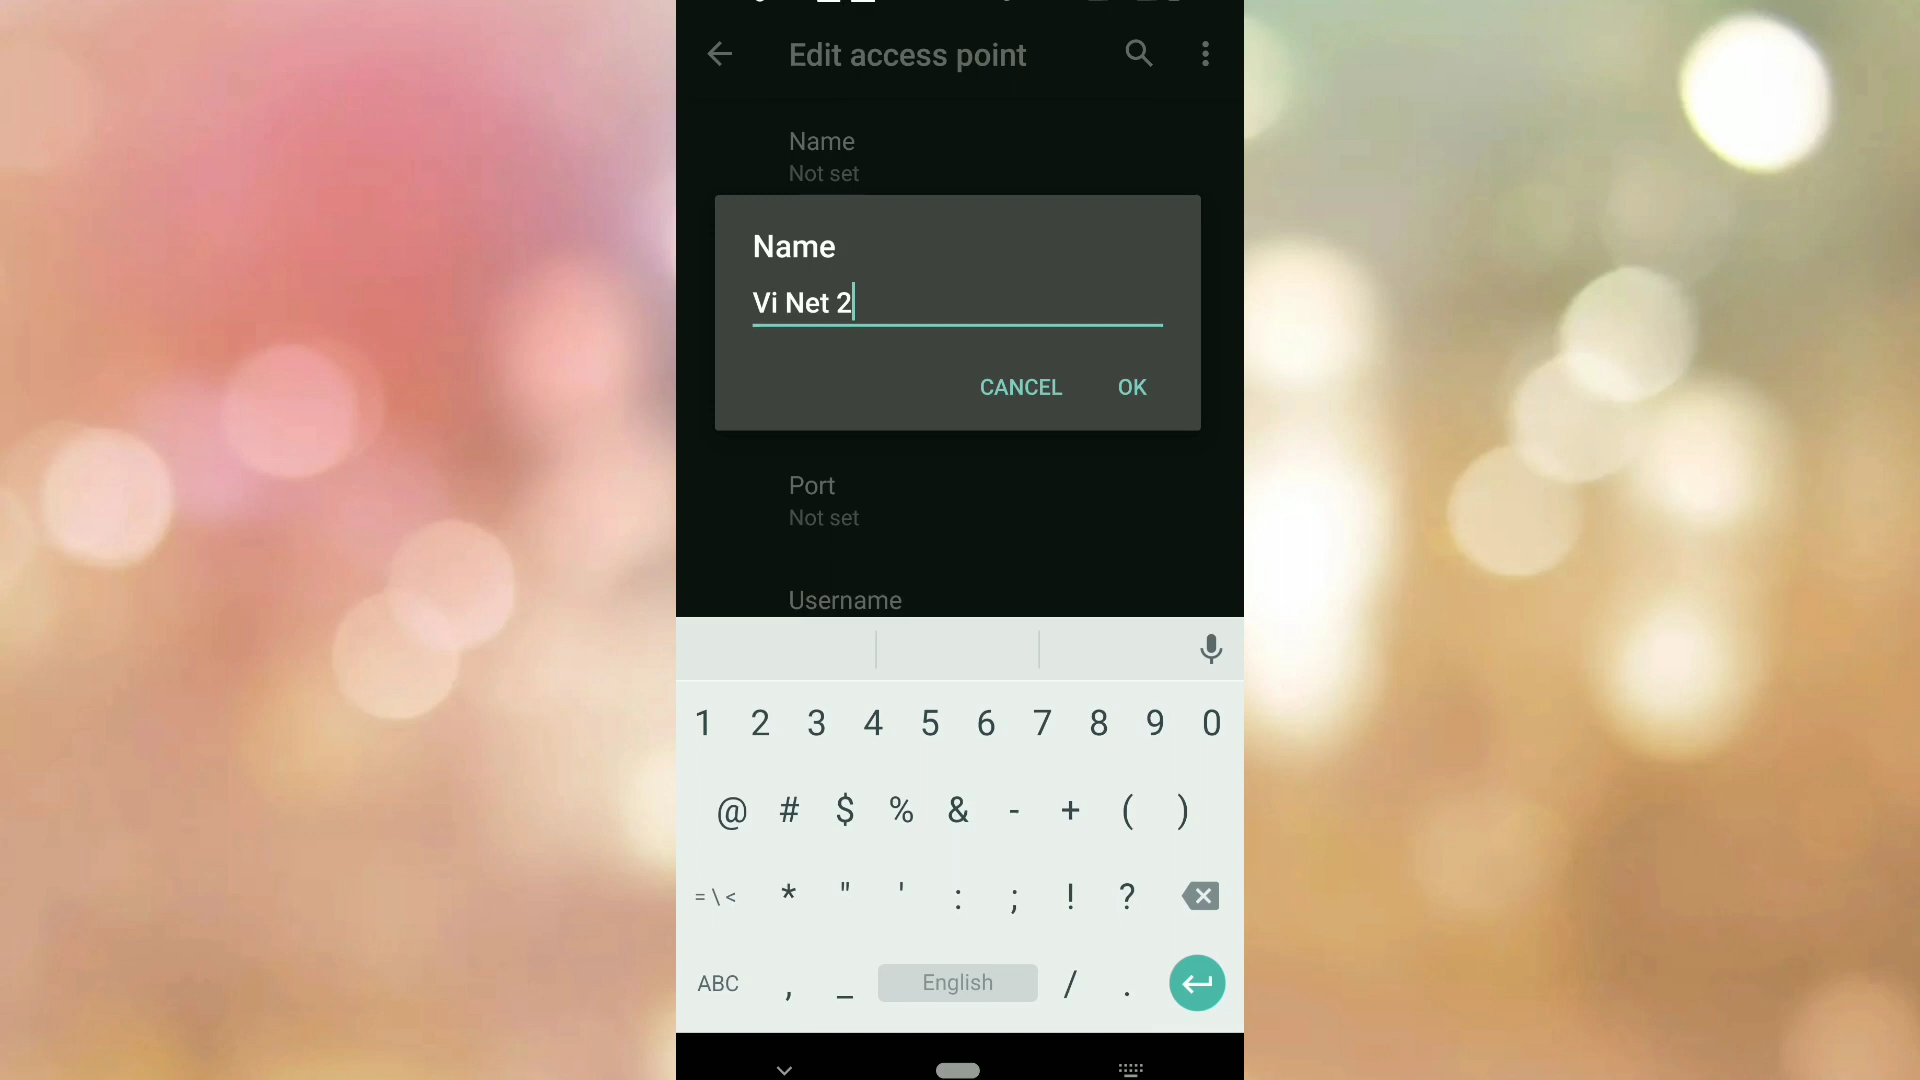 Edit access point
Name
Not set
Name
Vi Net 2
CANCEL OK
Port
Not set
Username
1 2 3 4 5 6 7 8 9 0
@ # $ % & - + ( )
= \ < * " ' : ; ! ?
ABC , _ English / .